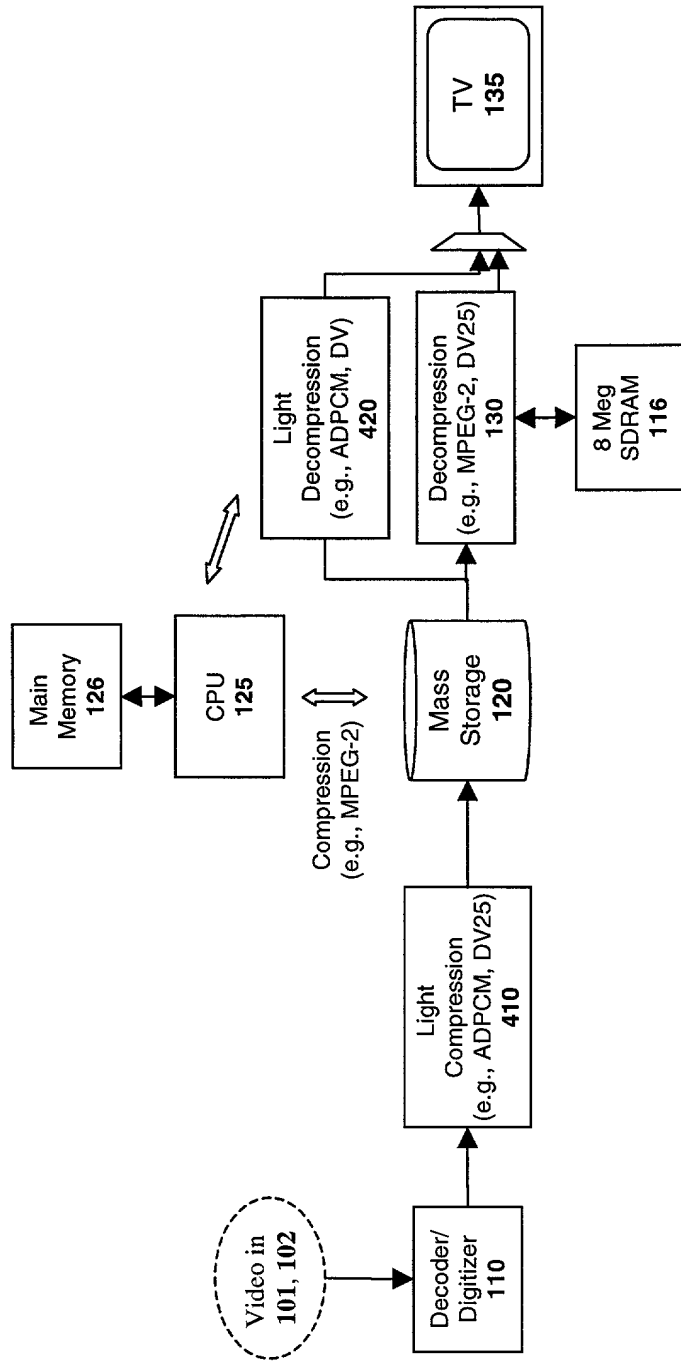 Video in
101, 102
Decoder/
Digitizer
110
Light
Compression
(e.g., ADPCM, DV25)
410
Mass
Storage
120
Compression
(e.g., MPEG-2)
Main
Memory
126
CPU
125
Light
Decompression
(e.g., ADPCM, DV)
420
Decompression
(e.g., MPEG-2, DV25)
130
8 Meg
SDRAM
116
TV
135